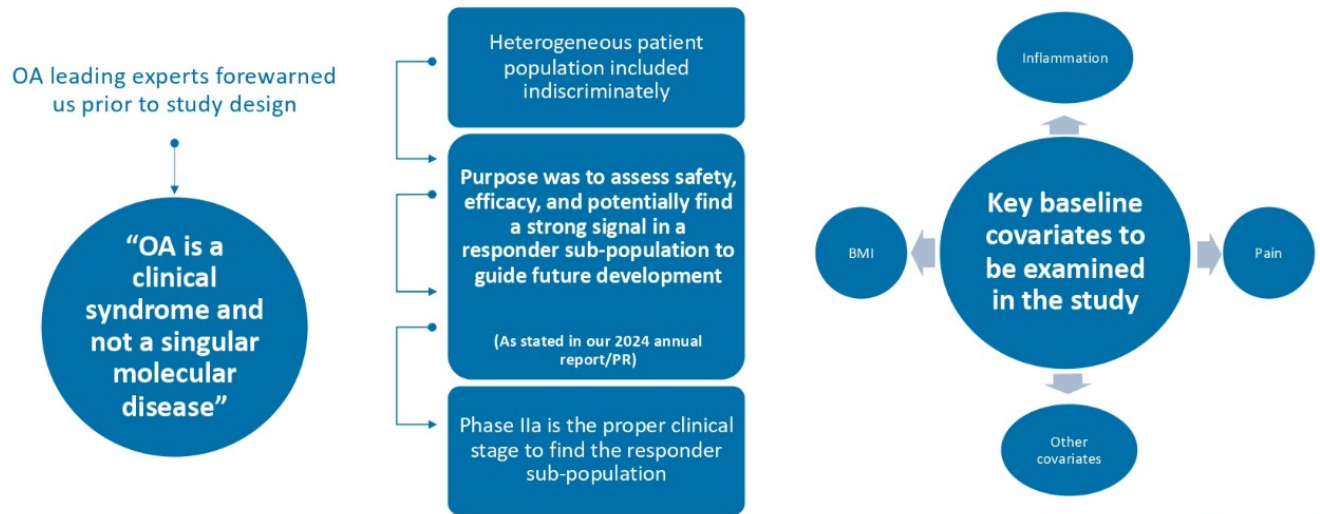 OA leading experts forewarned
us prior to study design
“OA is a
clinical
syndrome and
not a singular
molecular
disease”
Heterogeneous patient
population included
indiscriminately
Purpose was to assess safety,
efficacy, and potentially find
a strong signal in a
responder sub-population to
guide future development
(As stated in our 2024 annual
report/PR)
Phase IIa is the proper clinical
stage to find the responder
sub-population
Inflammation
BMI
Key baseline
covariates to
be examined
in the study
Pain
Other
covariates